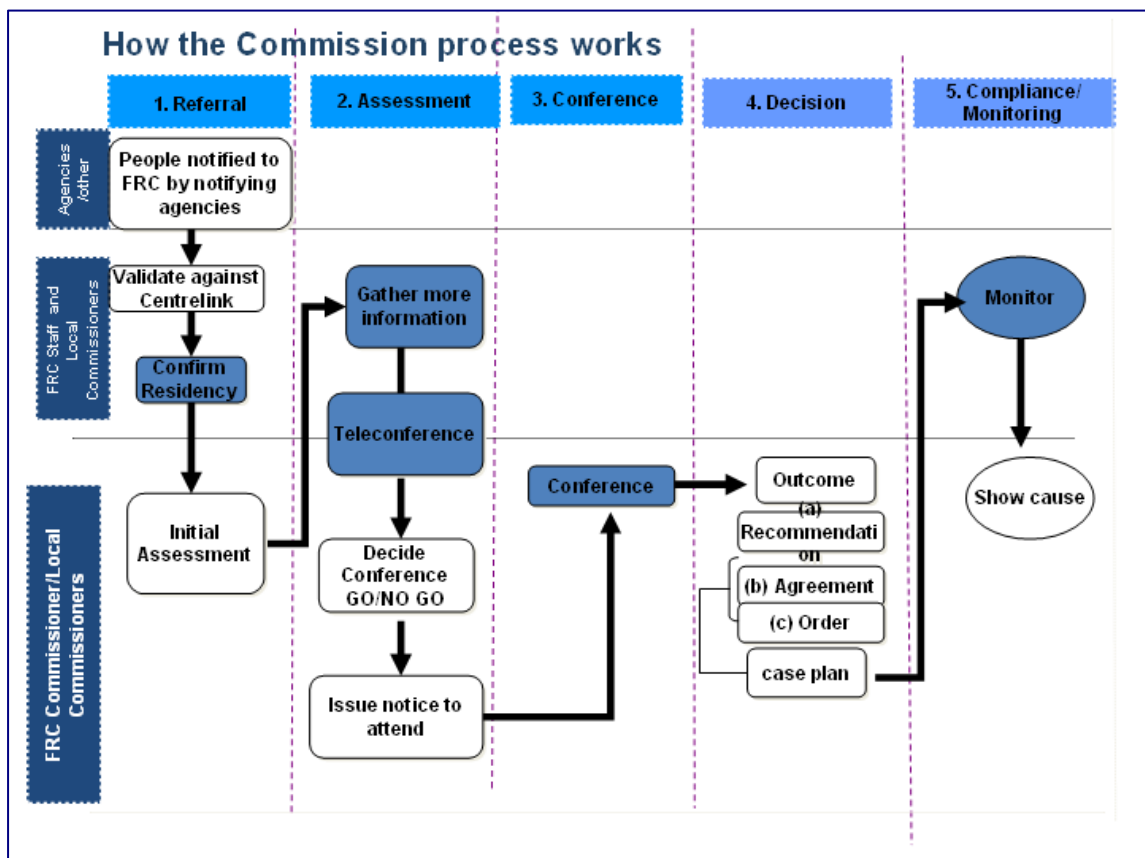 How the Commission process works
1. Referral
2. Assessment
3. Conference
4. Decision
5. Compliance/
Monitoring
Agencies
/other
People notified to
FRC by notifying
agencies
FRC Staff and
Local
Commissioners
Validate against
Centrelink
Confirm
Residency
Gather more
information
Teleconference
Monitor
FRC Commissioner/Local
Commissioners
Initial
Assessment
Decide
Conference
GO/NO GO
Issue notice to
attend
Conference
Outcome
(a)
Recommendati
on
(b) Agreement
(c) Order
case plan
Show cause